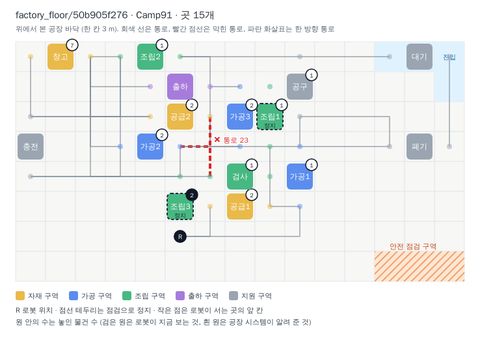 factory_floor/50b905f276 · Camp91 · 곳 15개
위에서 본 공장 바닥 (한 칸 3 m). 회색 선은 통로, 빨간 점선은 막힌 통로, 파란 화살표는 한 방향 통로
창고 7
조립2 1
대기
진입
출하
공구 1
공급2 2
가공3 2
조립1 1
정지
✕ 통로 23
충전
가공2 2
폐기
검사 1
가공1 1
조립3 2
정지
공급1 2
R
안전 점검 구역
자재 구역
가공 구역
조립 구역
출하 구역
지원 구역
R 로봇 위치 · 점선 테두리는 점검으로 정지 · 작은 점은 로봇이 서는 곳의 앞 칸
원 안의 수는 놓인 물건 수 (검은 원은 로봇이 지금 보는 것, 흰 원은 공장 시스템이 알려 준 것)